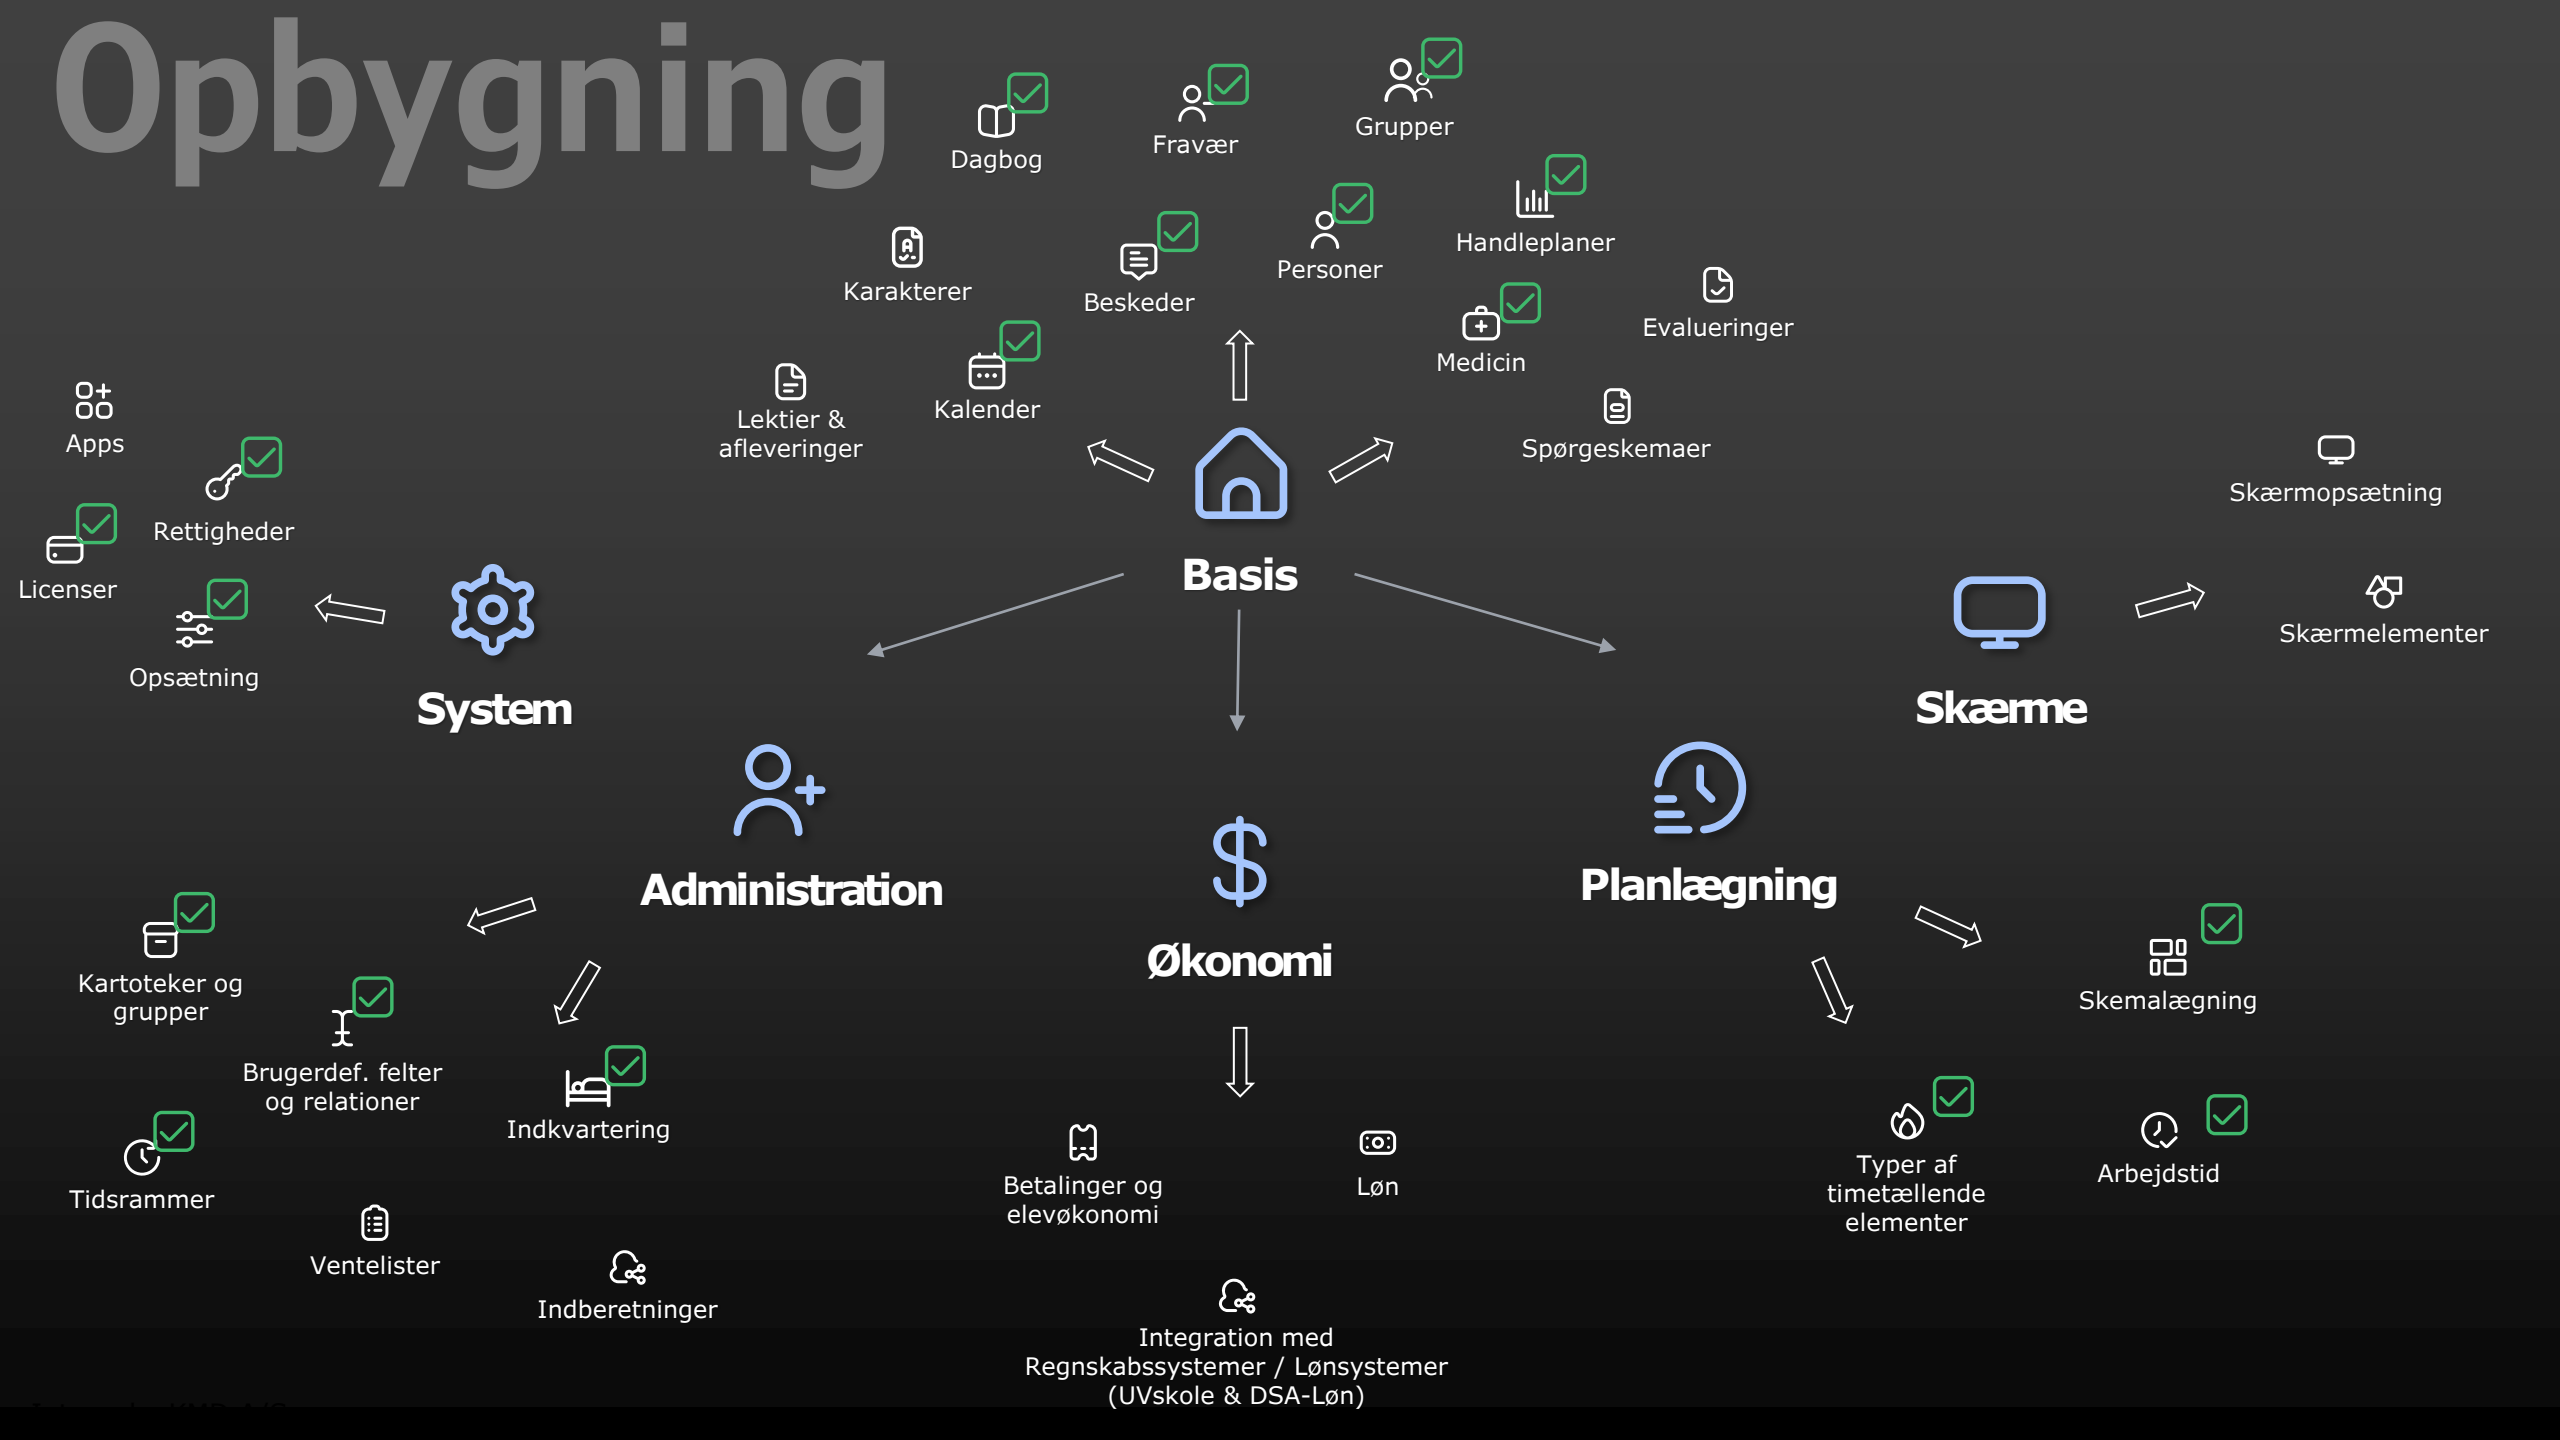 Opbygning
Dagbog
Fravær
Grupper
Karakterer
Beskeder
Personer
Handleplaner
Evalueringer
Medicin
Lektier &
afleveringer
Kalender
Spørgeskemaer
Apps
Rettigheder
Licenser
Opsætning
Skærmopsætning
Skærmelementer
Basis
System
Skærme
Administration
Økonomi
Planlægning
Kartoteker og
grupper
Brugerdef. felter
og relationer
Indkvartering
Tidsrammer
Ventelister
Indberetninger
Betalinger og
elevøkonomi
Løn
Integration med
Regnskabssystemer / Lønsystemer
(UVskole & DSA-Løn)
Skemalægning
Typer af
timetællende
elementer
Arbejdstid